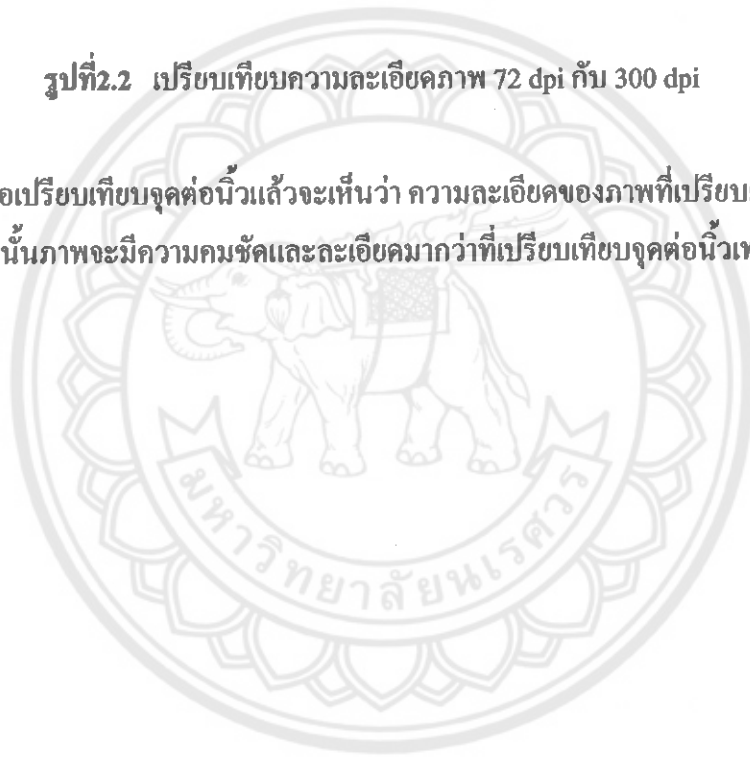 รูปที่2.2 เปรียบเทียบความละเอียดภาพ 72 dpi กับ 300 dpi
อเปรียบเทียบจุดต่อนิ้วแล้วจะเห็นว่า ความละเอียดของภาพที่เปรียบ
นั้นภาพจะมีความคมชัดและละเอียดมากว่าที่เปรียบเทียบจุดต่อนิ้วเพ
มหาวิทยาลัยนเรศวร